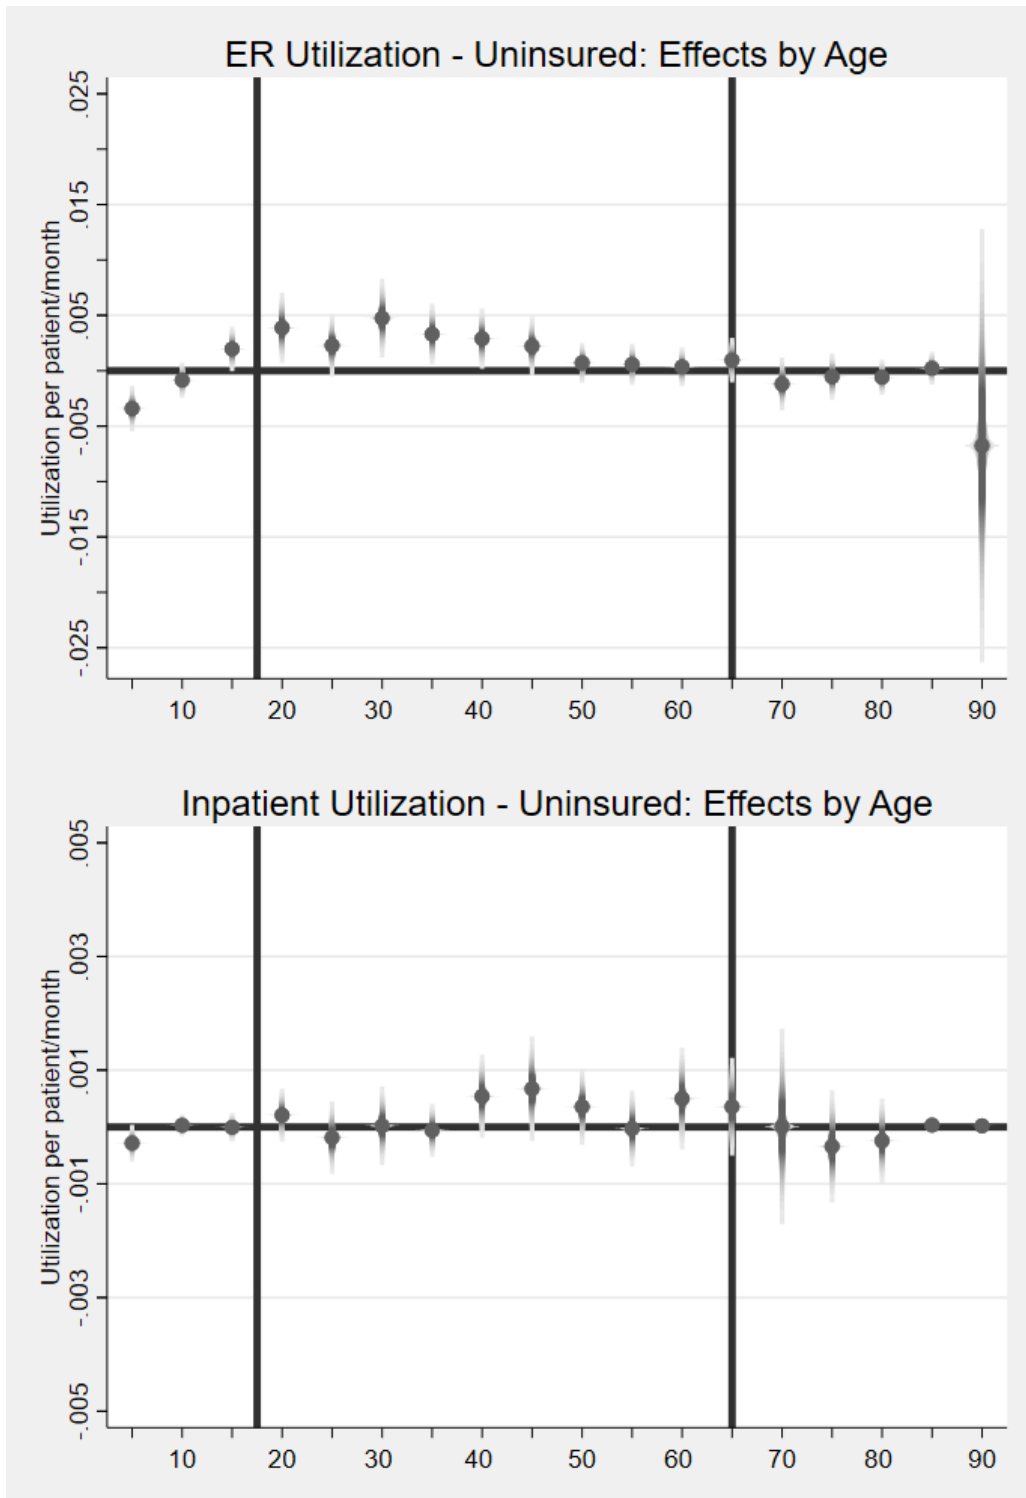 ER Utilization - Uninsured: Effects by Age
Utilization per patient/month
.025
.015
.005
-.005
-.015
-.025
10 20 30 40 50 60 70 80 90
Inpatient Utilization - Uninsured: Effects by Age
Utilization per patient/month
.005
.003
.001
-.001
-.003
-.005
10 20 30 40 50 60 70 80 90